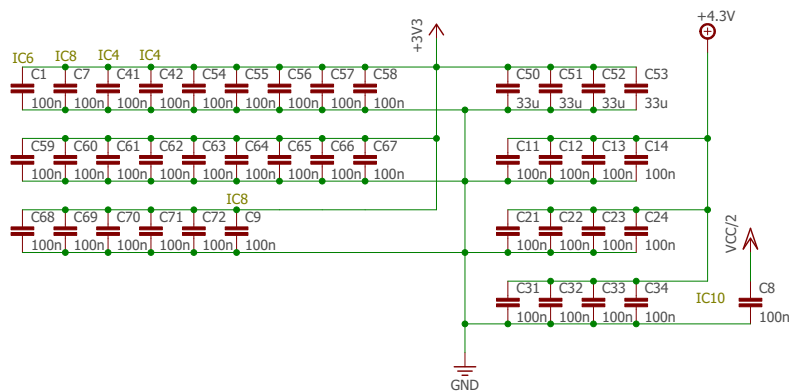 +4.3V
+3V3
IC6 IC8 IC4 IC4
C1 C7 C41 C42 C54 C55 C56 C57 C58 C50 C51 C52 C53
100n 100n 100n 100n 100n 100n 100n 100n 100n 33u 33u 33u 33u
C59 C60 C61 C62 C63 C64 C65 C66 C67 C11 C12 C13 C14
100n 100n 100n 100n 100n 100n 100n 100n 100n 100n 100n 100n 100n
IC8
C68 C69 C70 C71 C72 C9 C21 C22 C23 C24
100n 100n 100n 100n 100n 100n 100n 100n 100n 100n
VCC/2
C31 C32 C33 C34 IC10 C8
100n 100n 100n 100n 100n
GND